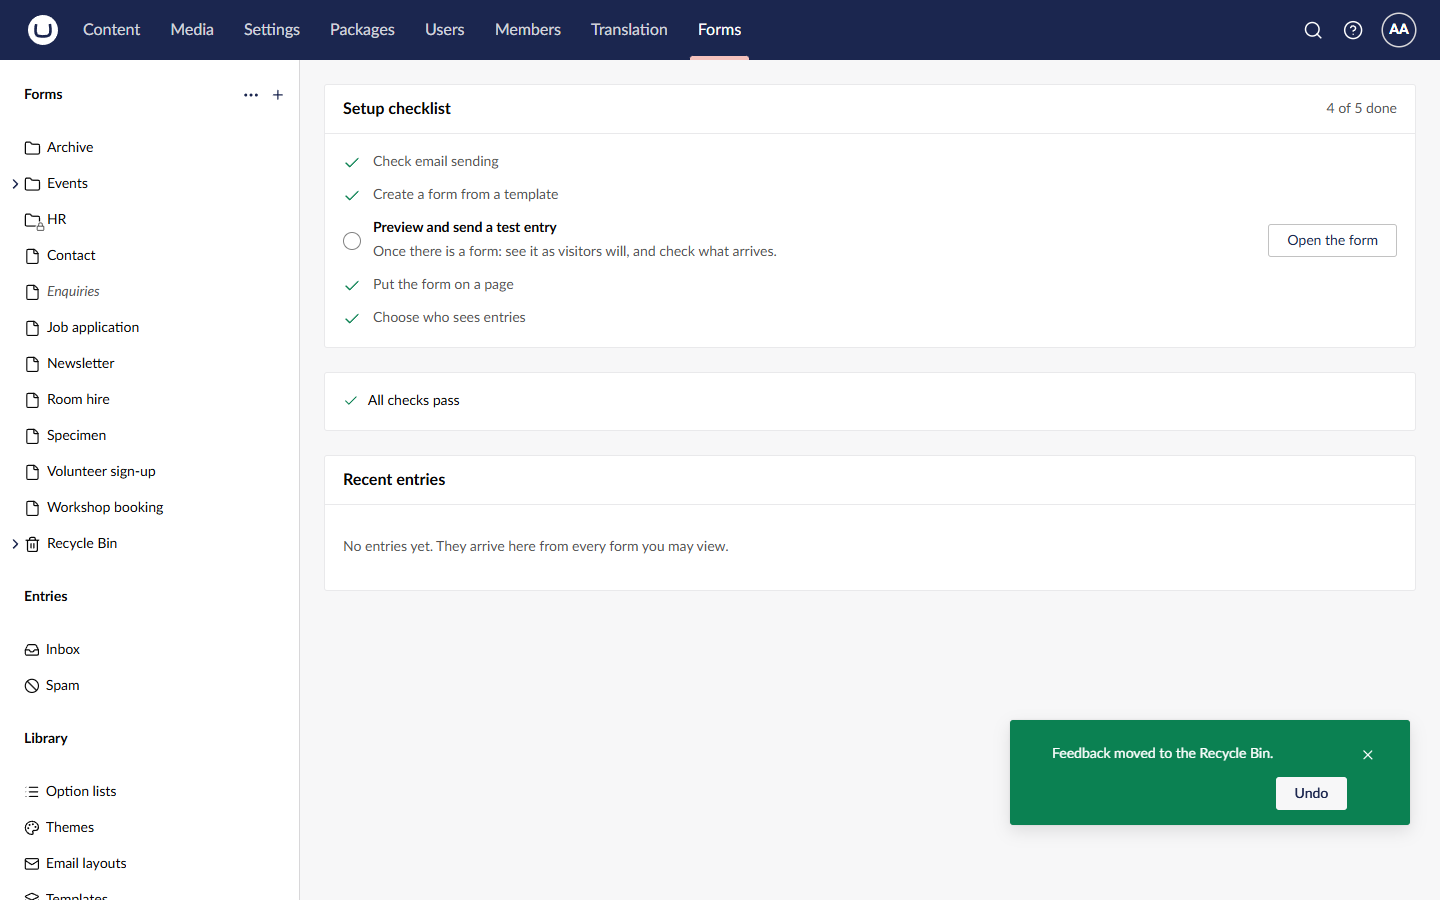 Content
Media
Settings
Packages
Users
Members
Translation
Forms
AA
Forms
Archive
Events
HR
Contact
Enquiries
Job application
Newsletter
Room hire
Specimen
Volunteer sign-up
Workshop booking
Recycle Bin
Entries
Inbox
Spam
Library
Option lists
Themes
Email layouts
Templates
Setup checklist
4 of 5 done
Check email sending
Create a form from a template
Preview and send a test entry
Once there is a form: see it as visitors will, and check what arrives.
Open the form
Put the form on a page
Choose who sees entries
All checks pass
Recent entries
No entries yet. They arrive here from every form you may view.
Feedback moved to the Recycle Bin.
Undo